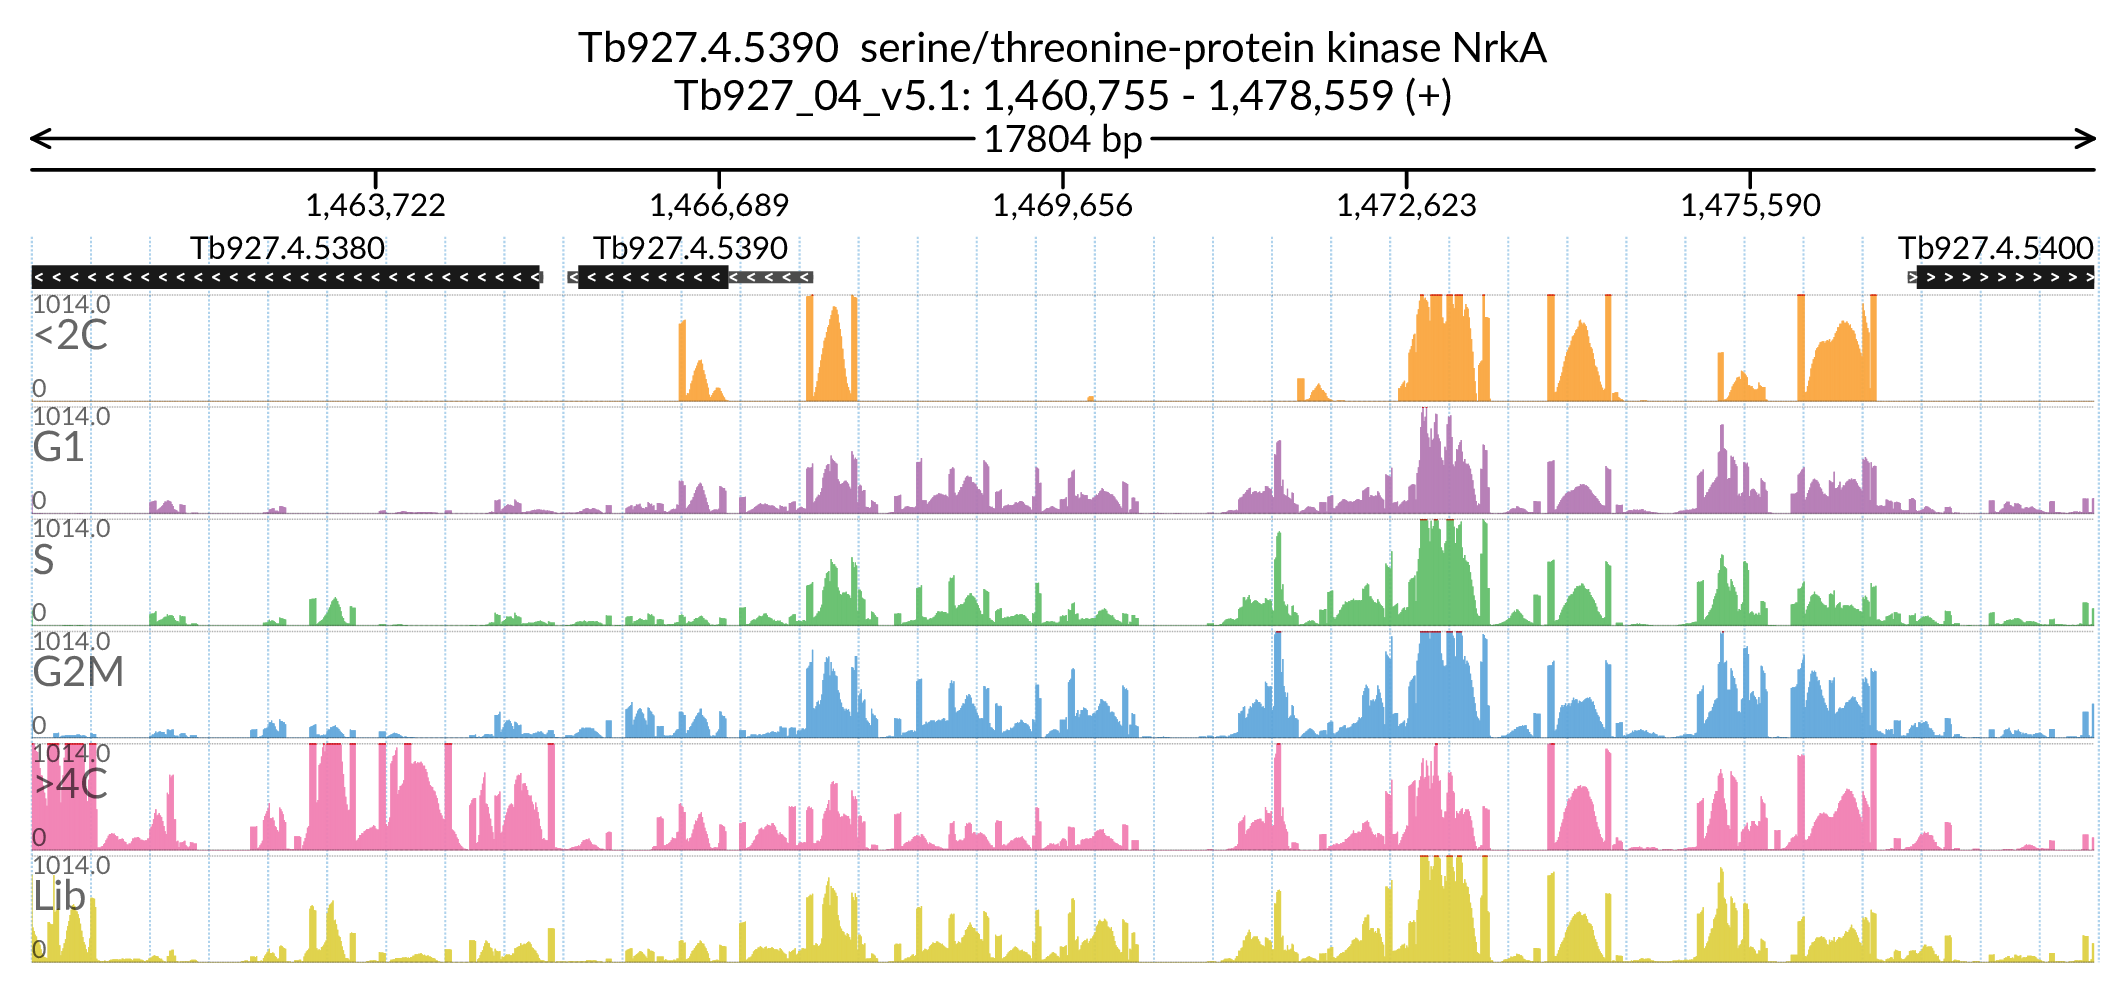 Tb927.4.5390  serine/threonine-protein kinase NrkA
Tb927_04_v5.1: 1,460,755 - 1,478,559 (+)
17804 bp
1,463,722 1,466,689 1,469,656 1,472,623 1,475,590
Tb927.4.5380 Tb927.4.5390 Tb927.4.5400
1014.0
<2C
0
1014.0
G1
0
1014.0
S
0
1014.0
G2M
0
1014.0
>4C
0
1014.0
Lib
0